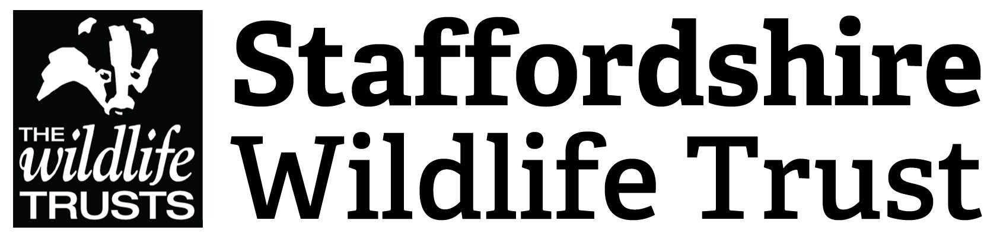 THE
wildlife
TRUSTS
Staffordshire
Wildlife Trust